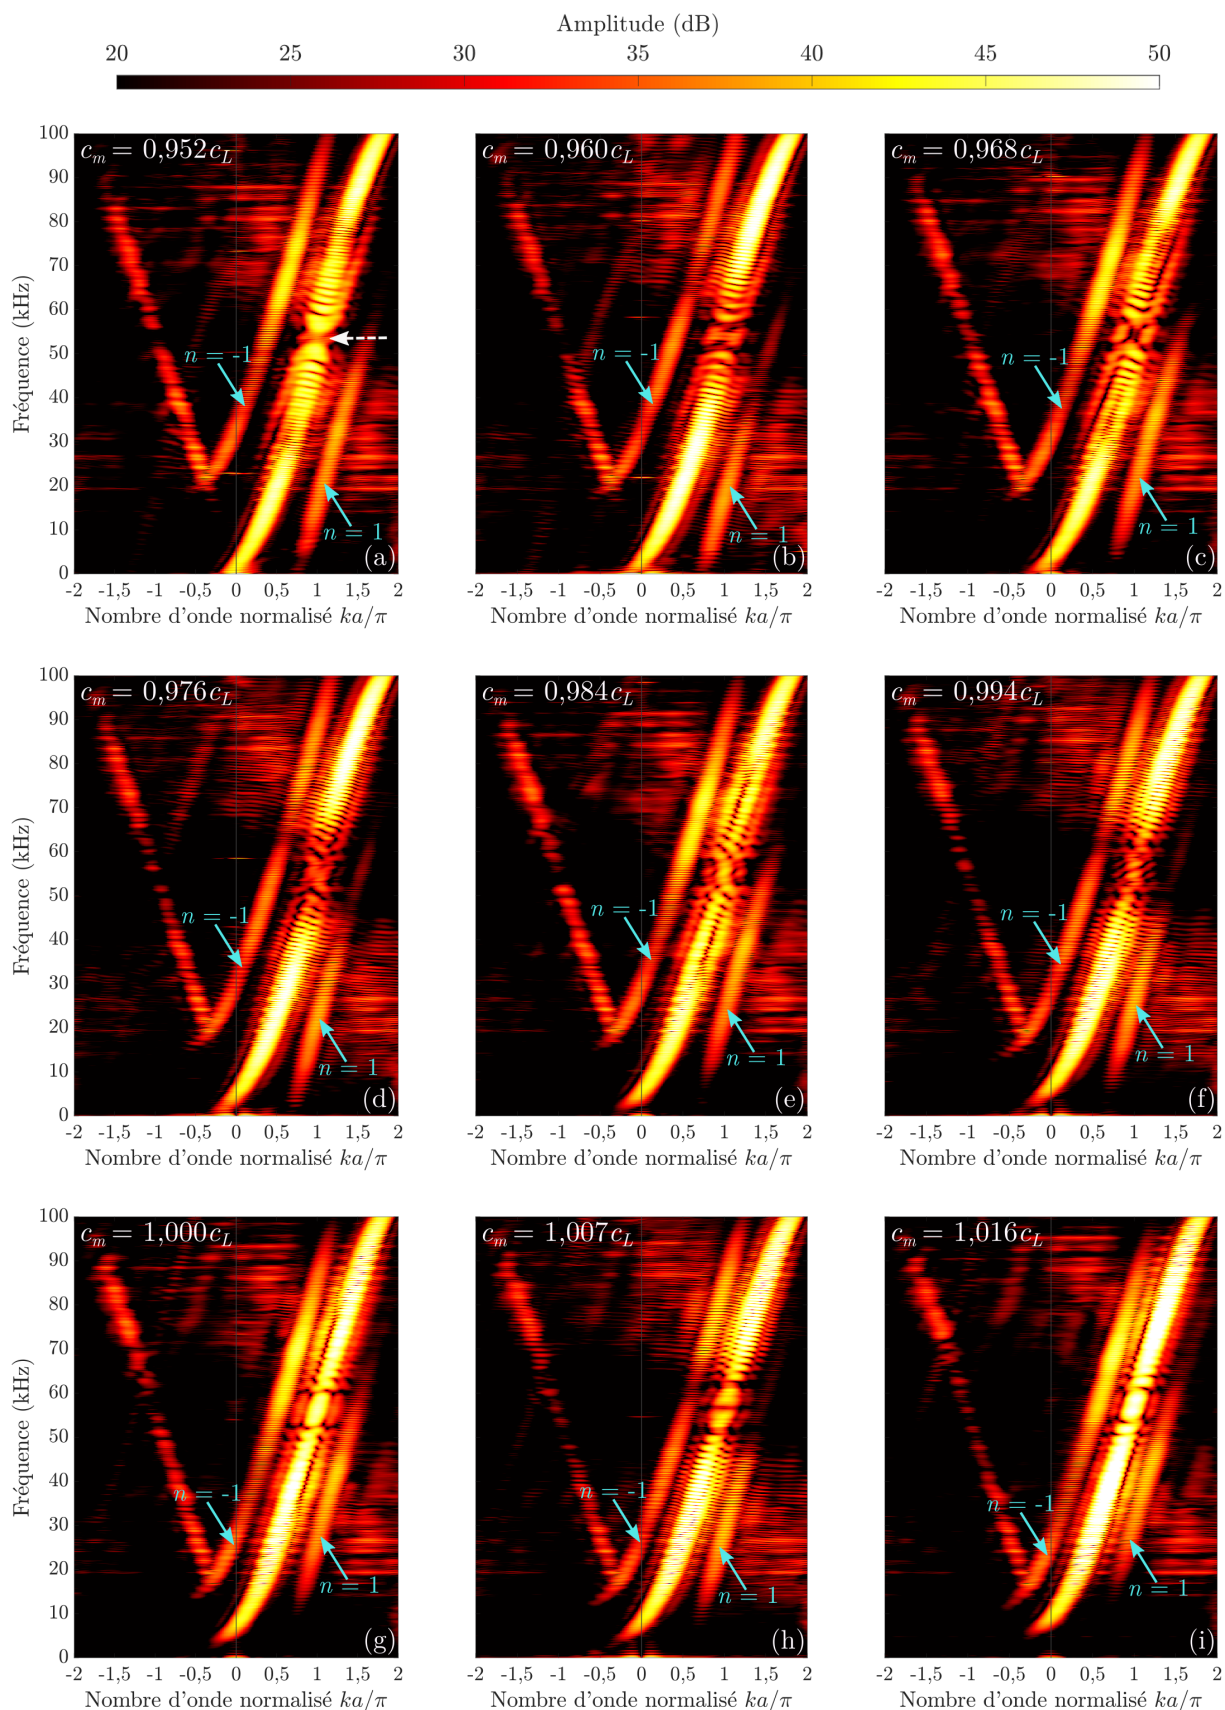 Amplitude (dB)
20 25 30 35 40 45 50
c_m = 0,952c_L
c_m = 0,960c_L
c_m = 0,968c_L
100
90
80
70
60
50
40
30
20
10
0
Fréquence (kHz)
n = -1
n = 1
(a)
n = -1
n = 1
(b)
n = -1
n = 1
(c)
-2 -1,5 -1 -0,5 0 0,5 1 1,5 2
-2 -1,5 -1 -0,5 0 0,5 1 1,5 2
-2 -1,5 -1 -0,5 0 0,5 1 1,5 2
Nombre d'onde normalisé ka/π
Nombre d'onde normalisé ka/π
Nombre d'onde normalisé ka/π
c_m = 0,976c_L
c_m = 0,984c_L
c_m = 0,994c_L
100
90
80
70
60
50
40
30
20
10
0
Fréquence (kHz)
n = -1
n = 1
(d)
n = -1
n = 1
(e)
n = -1
n = 1
(f)
-2 -1,5 -1 -0,5 0 0,5 1 1,5 2
-2 -1,5 -1 -0,5 0 0,5 1 1,5 2
-2 -1,5 -1 -0,5 0 0,5 1 1,5 2
Nombre d'onde normalisé ka/π
Nombre d'onde normalisé ka/π
Nombre d'onde normalisé ka/π
c_m = 1,000c_L
c_m = 1,007c_L
c_m = 1,016c_L
100
90
80
70
60
50
40
30
20
10
0
Fréquence (kHz)
n = -1
n = 1
(g)
n = -1
n = 1
(h)
n = -1
n = 1
(i)
-2 -1,5 -1 -0,5 0 0,5 1 1,5 2
-2 -1,5 -1 -0,5 0 0,5 1 1,5 2
-2 -1,5 -1 -0,5 0 0,5 1 1,5 2
Nombre d'onde normalisé ka/π
Nombre d'onde normalisé ka/π
Nombre d'onde normalisé ka/π